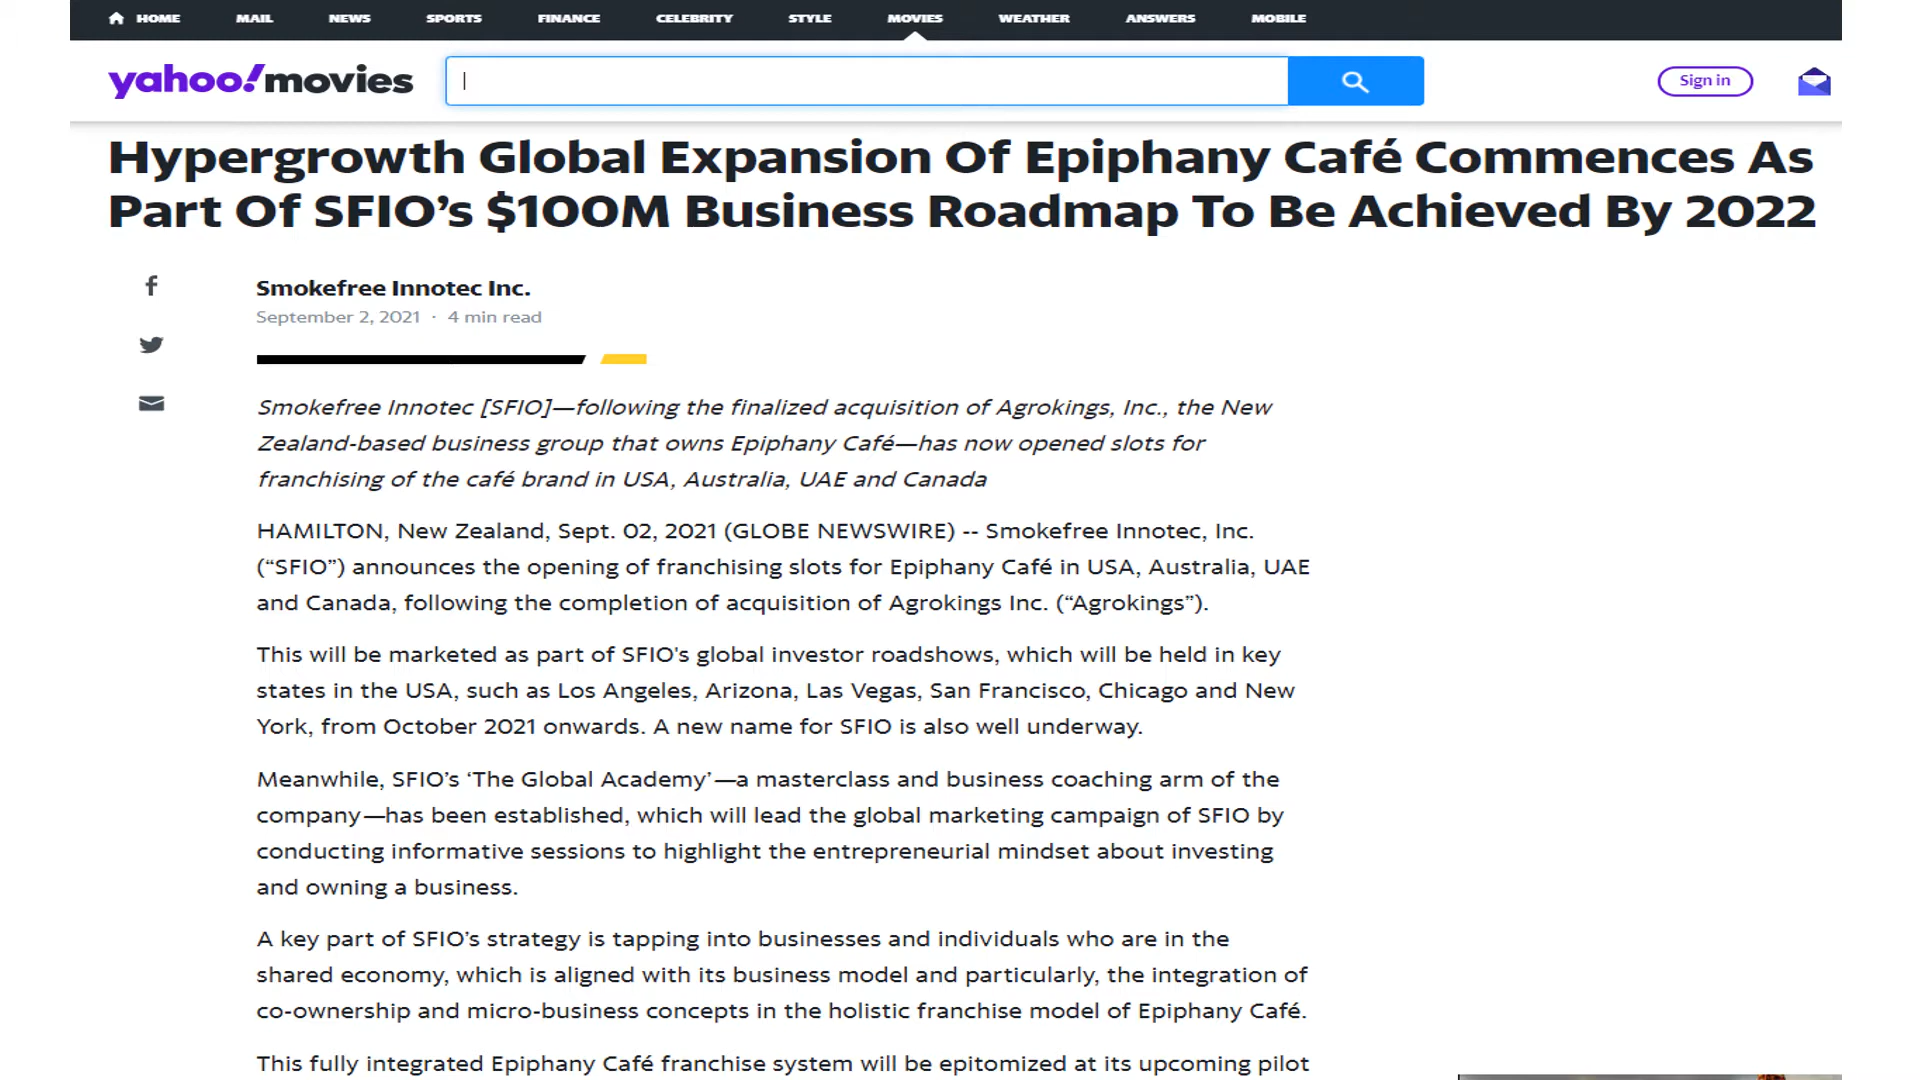 HOME MAIL NEWS SPORTS FINANCE CELEBRITY STYLE MOVIES WEATHER ANSWERS MOBILE
yahoo!movies
Sign in
Hypergrowth Global Expansion Of Epiphany Café Commences As
Part Of SFIO’s $100M Business Roadmap To Be Achieved By 2022
Smokefree Innotec Inc.
September 2, 2021 · 4 min read
Smokefree Innotec [SFIO]—following the finalized acquisition of Agrokings, Inc., the New
Zealand-based business group that owns Epiphany Café—has now opened slots for
franchising of the café brand in USA, Australia, UAE and Canada
HAMILTON, New Zealand, Sept. 02, 2021 (GLOBE NEWSWIRE) -- Smokefree Innotec, Inc.
(“SFIO”) announces the opening of franchising slots for Epiphany Café in USA, Australia, UAE
and Canada, following the completion of acquisition of Agrokings Inc. (“Agrokings”).
This will be marketed as part of SFIO's global investor roadshows, which will be held in key
states in the USA, such as Los Angeles, Arizona, Las Vegas, San Francisco, Chicago and New
York, from October 2021 onwards. A new name for SFIO is also well underway.
Meanwhile, SFIO’s ‘The Global Academy’—a masterclass and business coaching arm of the
company—has been established, which will lead the global marketing campaign of SFIO by
conducting informative sessions to highlight the entrepreneurial mindset about investing
and owning a business.
A key part of SFIO’s strategy is tapping into businesses and individuals who are in the
shared economy, which is aligned with its business model and particularly, the integration of
co-ownership and micro-business concepts in the holistic franchise model of Epiphany Café.
This fully integrated Epiphany Café franchise system will be epitomized at its upcoming pilot